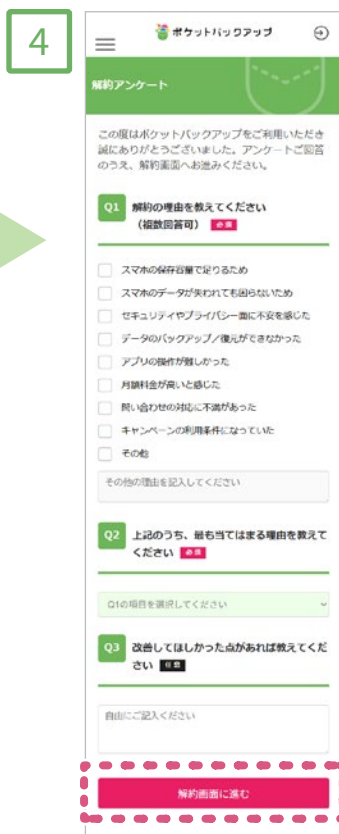 4
ポケットバックアップ
解約アンケート
この度はポケットバックアップをご利用いただき
誠にありがとうございました。アンケートご回答
のうえ、解約画面へお進みください。
Q1 解約の理由を教えてください
（複数回答可） 必須
スマホの保存容量で足りるため
スマホのデータが失われても困らないため
セキュリティやプライバシー面に不安を感じた
データのバックアップ／復元ができなかった
アプリの操作が難しかった
月額料金が高いと感じた
問い合わせの対応に不満があった
キャンペーンの利用条件になっていた
その他
その他の理由を記入してください
Q2 上記のうち、最も当てはまる理由を教えて
ください 必須
Q1の項目を選択してください
Q3 改善してほしかった点があれば教えてくだ
さい 任意
自由にご記入ください
解約画面に進む